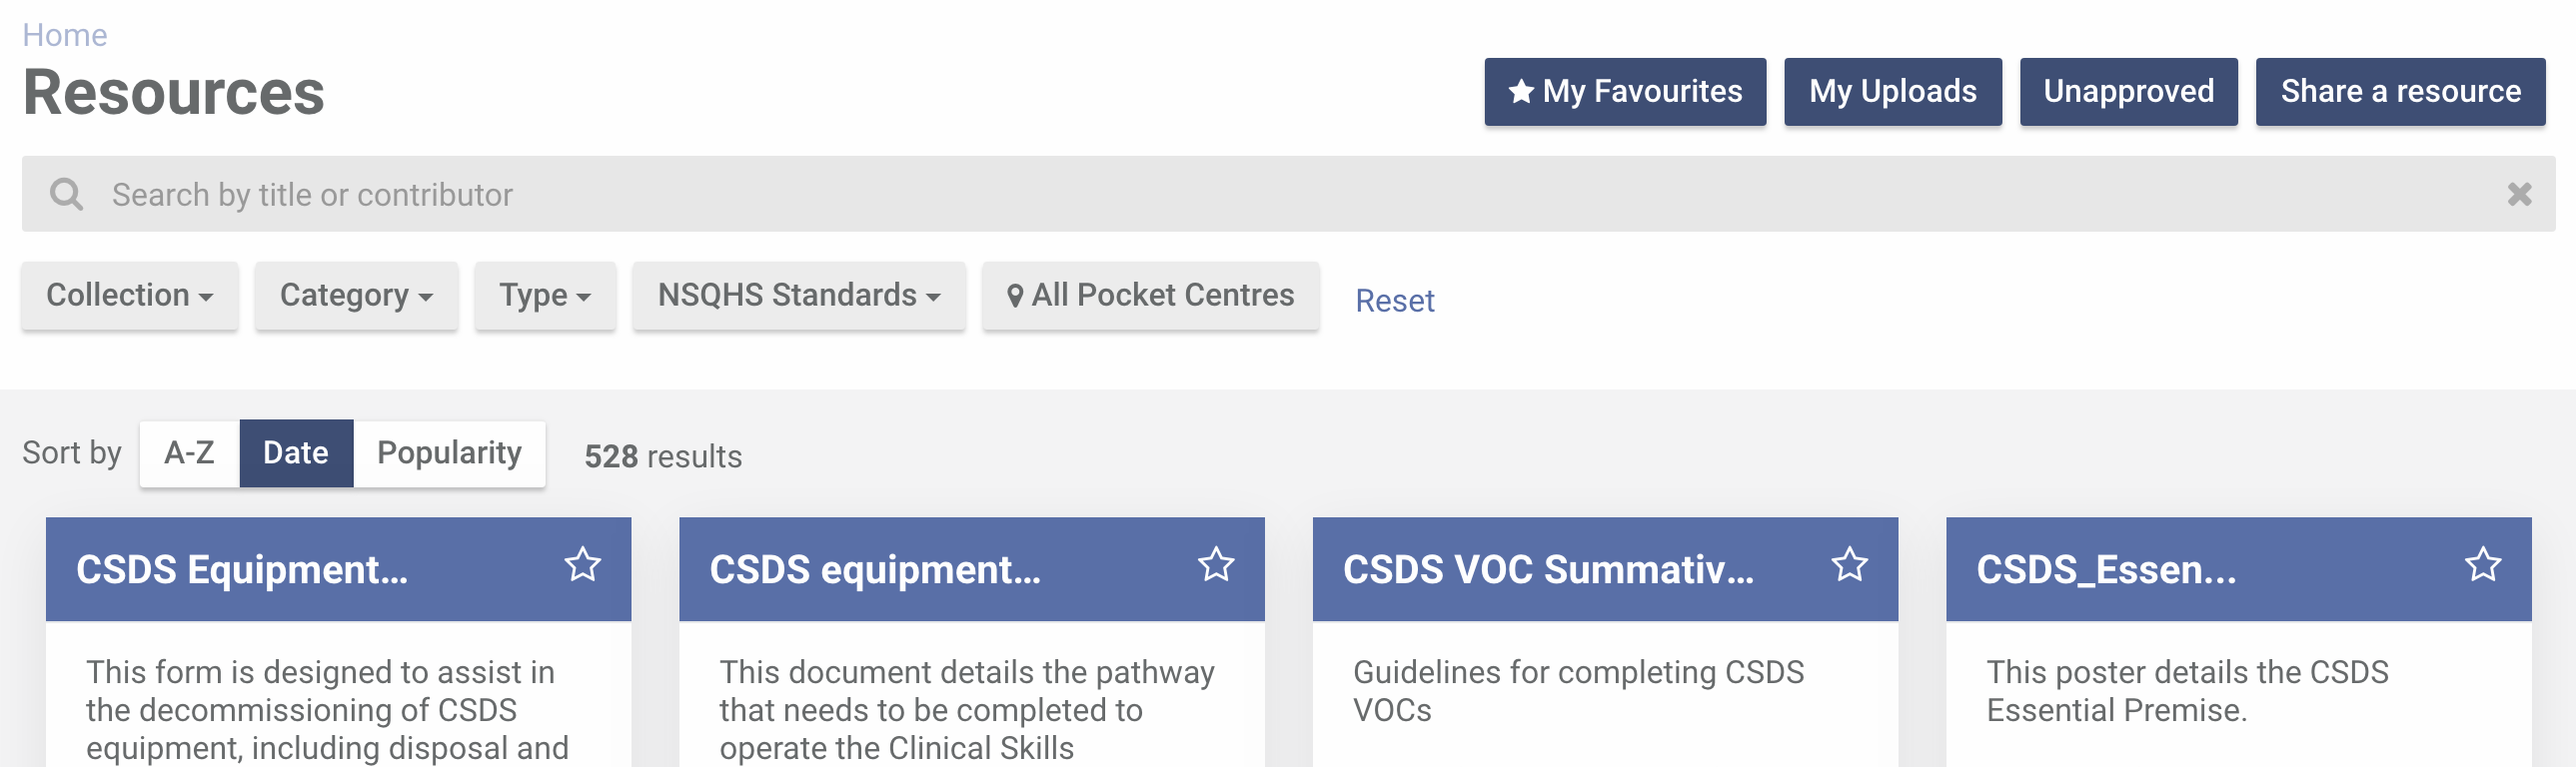 Home
Resources
My Favourites
My Uploads
Unapproved
Share a resource
Search by title or contributor
Collection
Category
Type
NSQHS Standards
All Pocket Centres
Reset
Sort by
A-Z
Date
Popularity
528 results
CSDS Equipment...
This form is designed to assist in
the decommissioning of CSDS
equipment, including disposal and
CSDS equipment...
This document details the pathway
that needs to be completed to
operate the Clinical Skills
CSDS VOC Summativ...
Guidelines for completing CSDS
VOCs
CSDS_Essen...
This poster details the CSDS
Essential Premise.